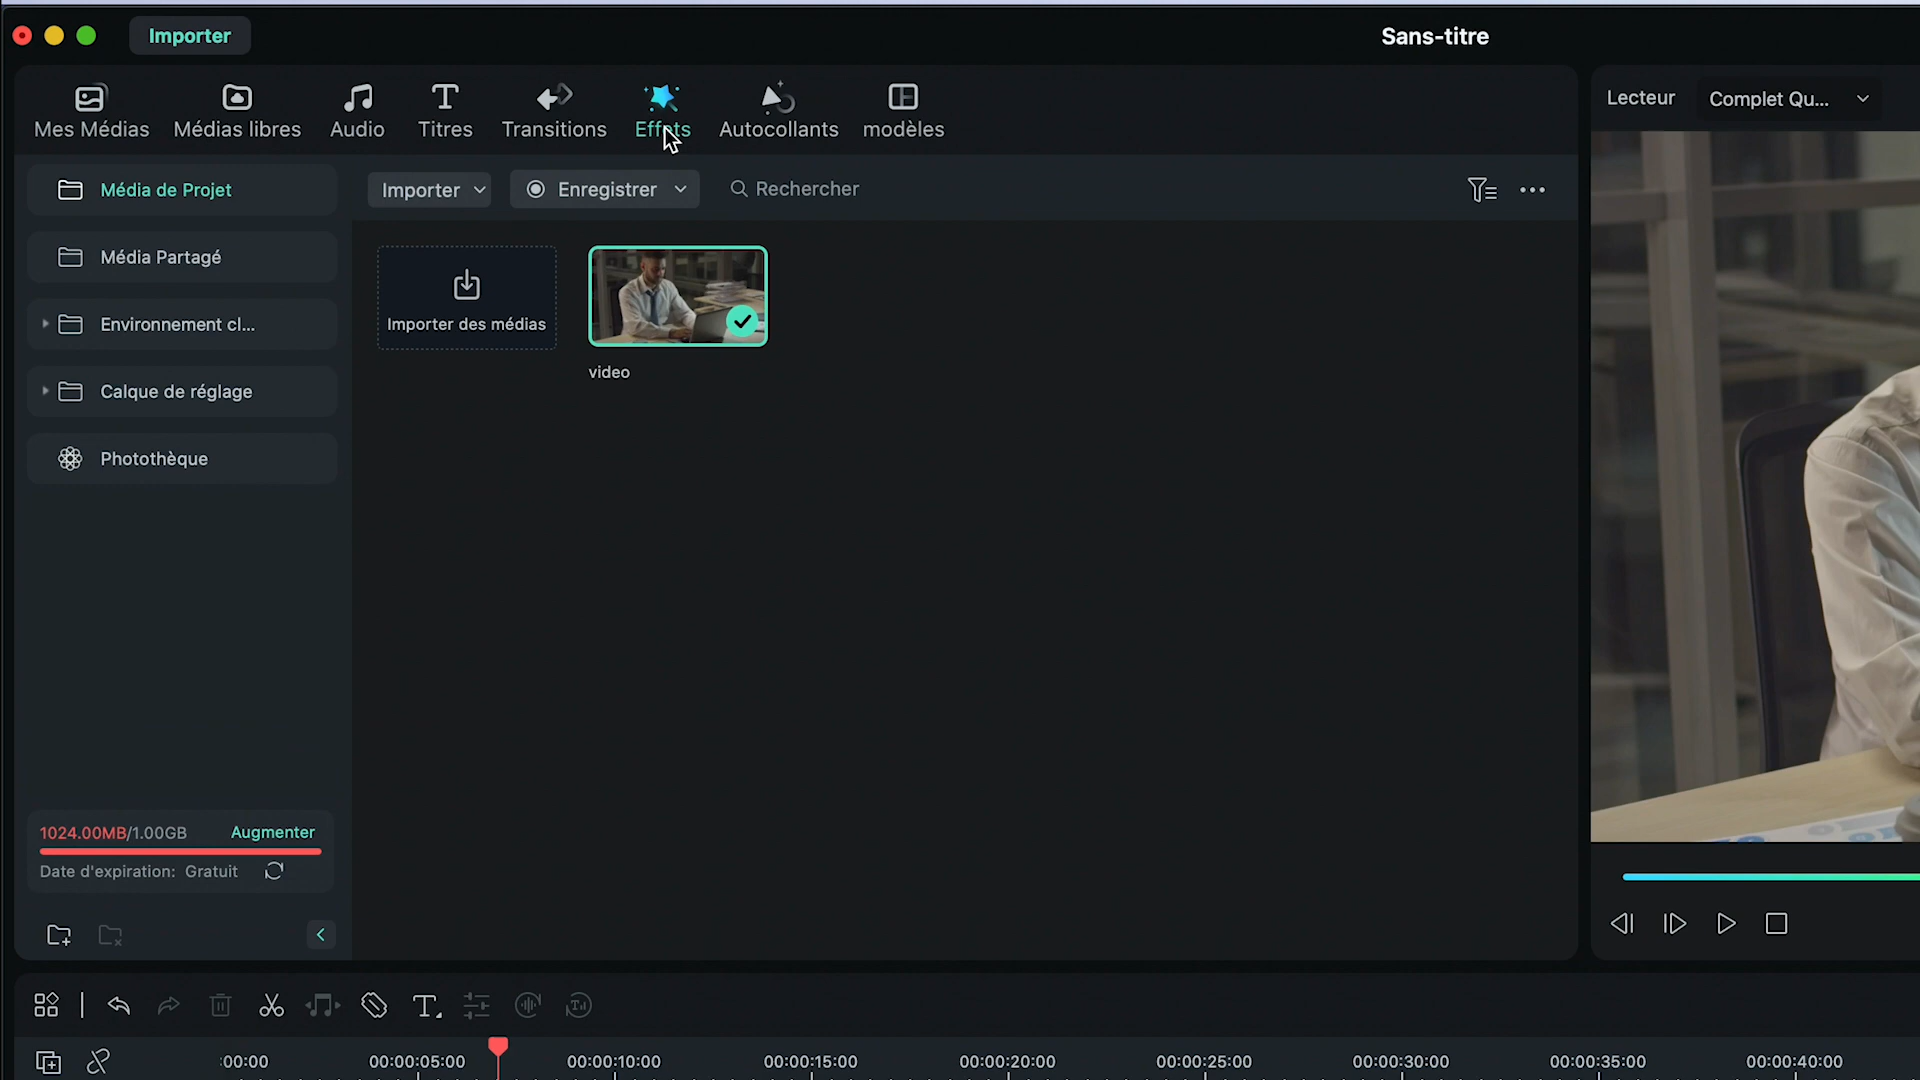 Importer
Sans-titre
Mes Médias
Médias libres
Audio
Titres
Transitions
Effets
Autocollants
modèles
Lecteur
Complet Qu...
Média de Projet
Importer
Enregistrer
Rechercher
Média Partagé
Environnement cl...
Calque de réglage
Photothèque
Importer des médias
video
1024.00MB/1.00GB
Augmenter
Date d'expiration: Gratuit
:00:00
00:00:05:00
00:00:10:00
00:00:15:00
00:00:20:00
00:00:25:00
00:00:30:00
00:00:35:00
00:00:40:00